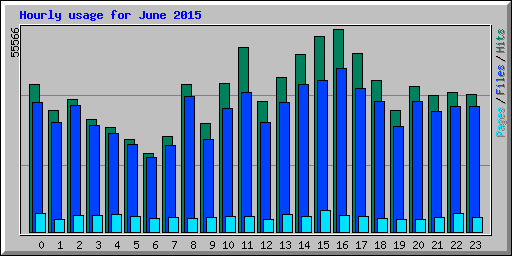 Hourly usage for June 2015
55566
Pages/Files/Hits
0 1 2 3 4 5 6 7 8 9 10 11 12 13 14 15 16 17 18 19 20 21 22 23